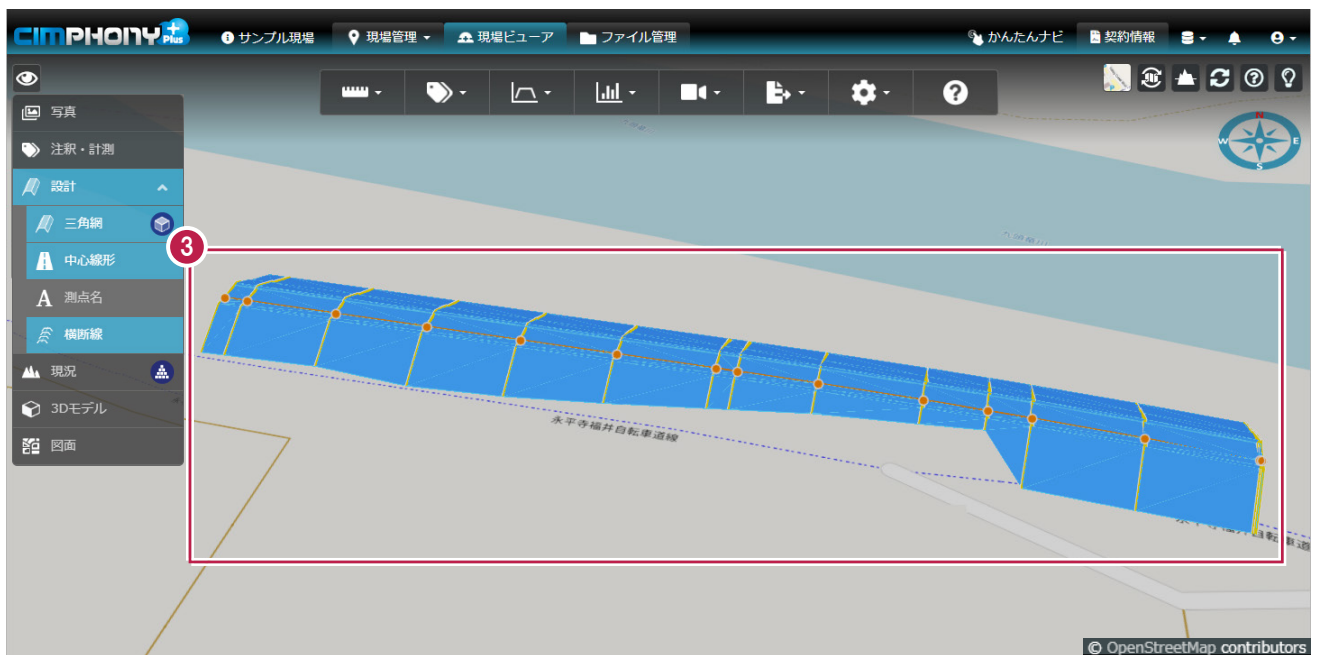 CIMPHONY Plus
サンプル現場
現場管理
現場ビューア
ファイル管理
かんたんナビ
契約情報
写真
注釈・計測
設計
三角網
中心線形
A 測点名
横断線
現況
3Dモデル
図面
3
N
W
E
S
永平寺福井自転車道線
© OpenStreetMap contributors